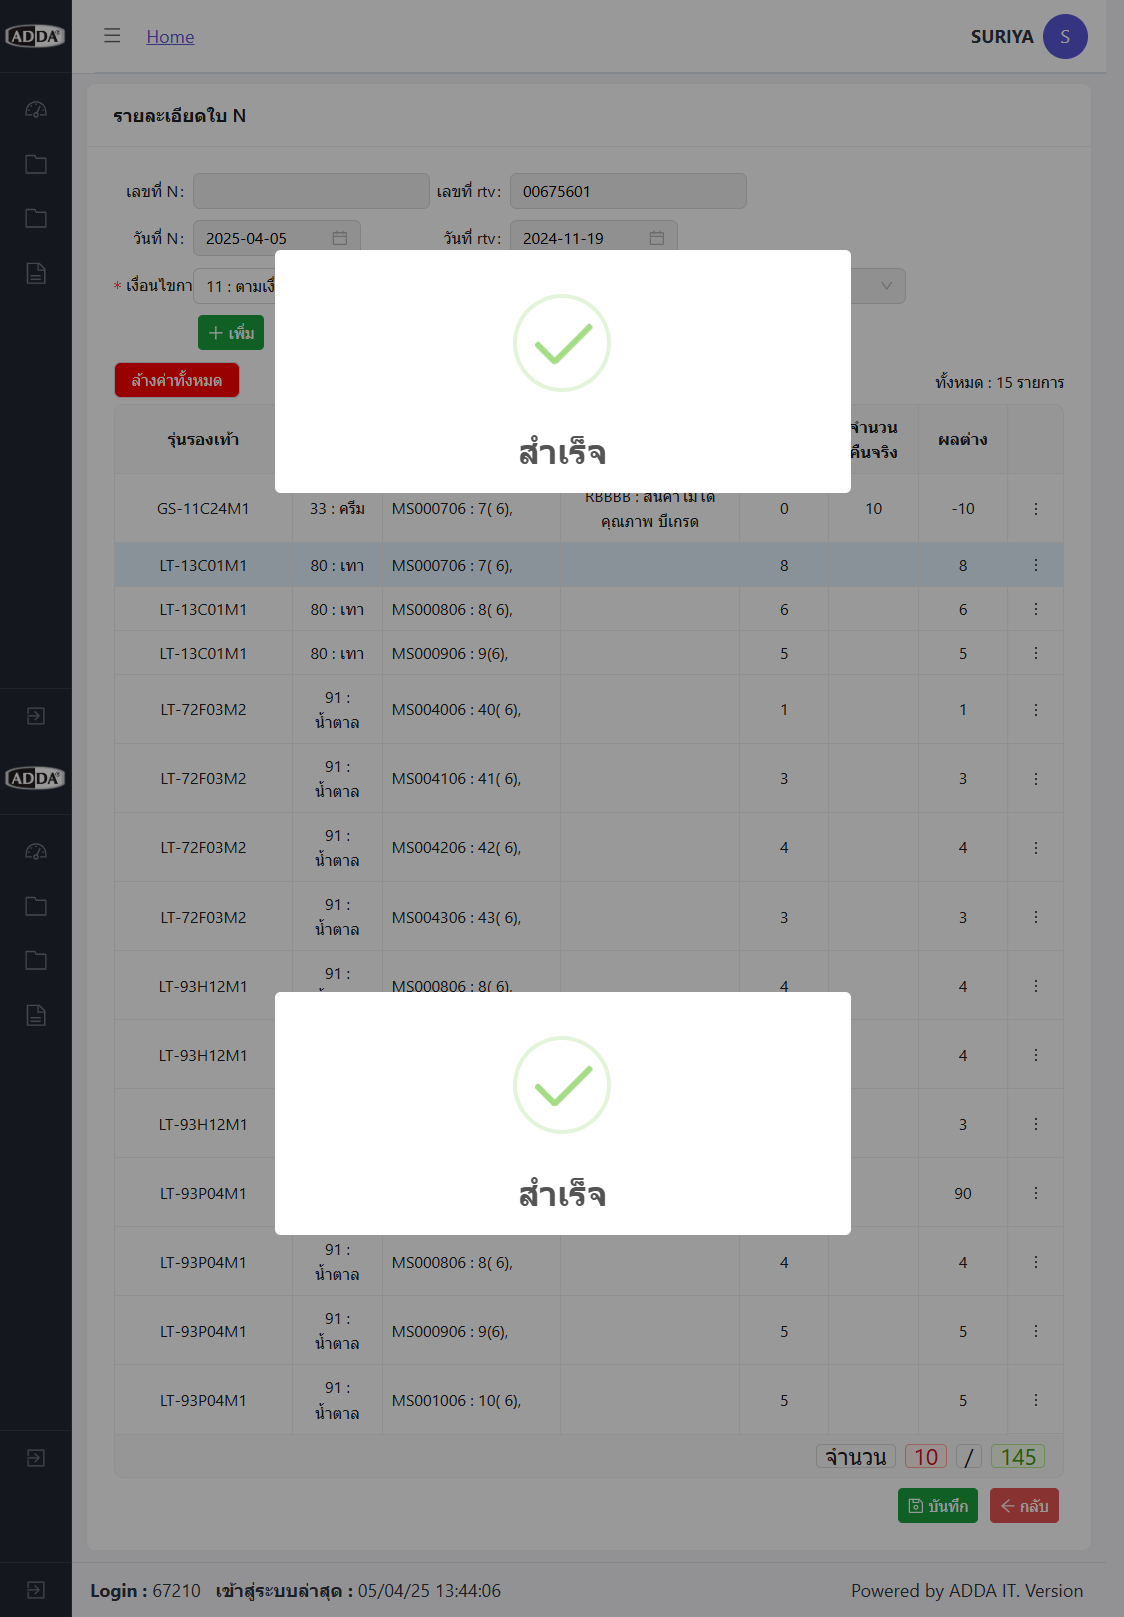 ADDA
Home
SURIYA S
รายละเอียดใบ N
เลขที่ N:
เลขที่ rtv: 00675601
วันที่ N: 2025-04-05
วันที่ rtv: 2024-11-19
* เงื่อนไขกา 11 : ตามเงื่
+ เพิ่ม
ล้างค่าทั้งหมด
ทั้งหมด : 15 รายการ
สำเร็จ
รุ่นรองเท้า จำนวนคืนจริง ผลต่าง
GS-11C24M1 33 : ครีม MS000706 : 7( 6), RBBBB : สินค้าไม่ได้คุณภาพ บีเกรด 0 10 -10
LT-13C01M1 80 : เทา MS000706 : 7( 6), 8 8
LT-13C01M1 80 : เทา MS000806 : 8( 6), 6 6
LT-13C01M1 80 : เทา MS000906 : 9(6), 5 5
LT-72F03M2 91 : น้ำตาล MS004006 : 40( 6), 1 1
LT-72F03M2 91 : น้ำตาล MS004106 : 41( 6), 3 3
LT-72F03M2 91 : น้ำตาล MS004206 : 42( 6), 4 4
LT-72F03M2 91 : น้ำตาล MS004306 : 43( 6), 3 3
LT-93H12M1 91 : MS000806 : 8( 6), 4 4
LT-93H12M1 4
LT-93H12M1 3
LT-93P04M1 90
ADDA
สำเร็จ
LT-93P04M1 91 : น้ำตาล MS000806 : 8( 6), 4 4
LT-93P04M1 91 : น้ำตาล MS000906 : 9(6), 5 5
LT-93P04M1 91 : น้ำตาล MS001006 : 10( 6), 5 5
จำนวน 10 / 145
บันทึก
กลับ
Login : 67210 เข้าสู่ระบบล่าสุด : 05/04/25 13:44:06
Powered by ADDA IT. Version